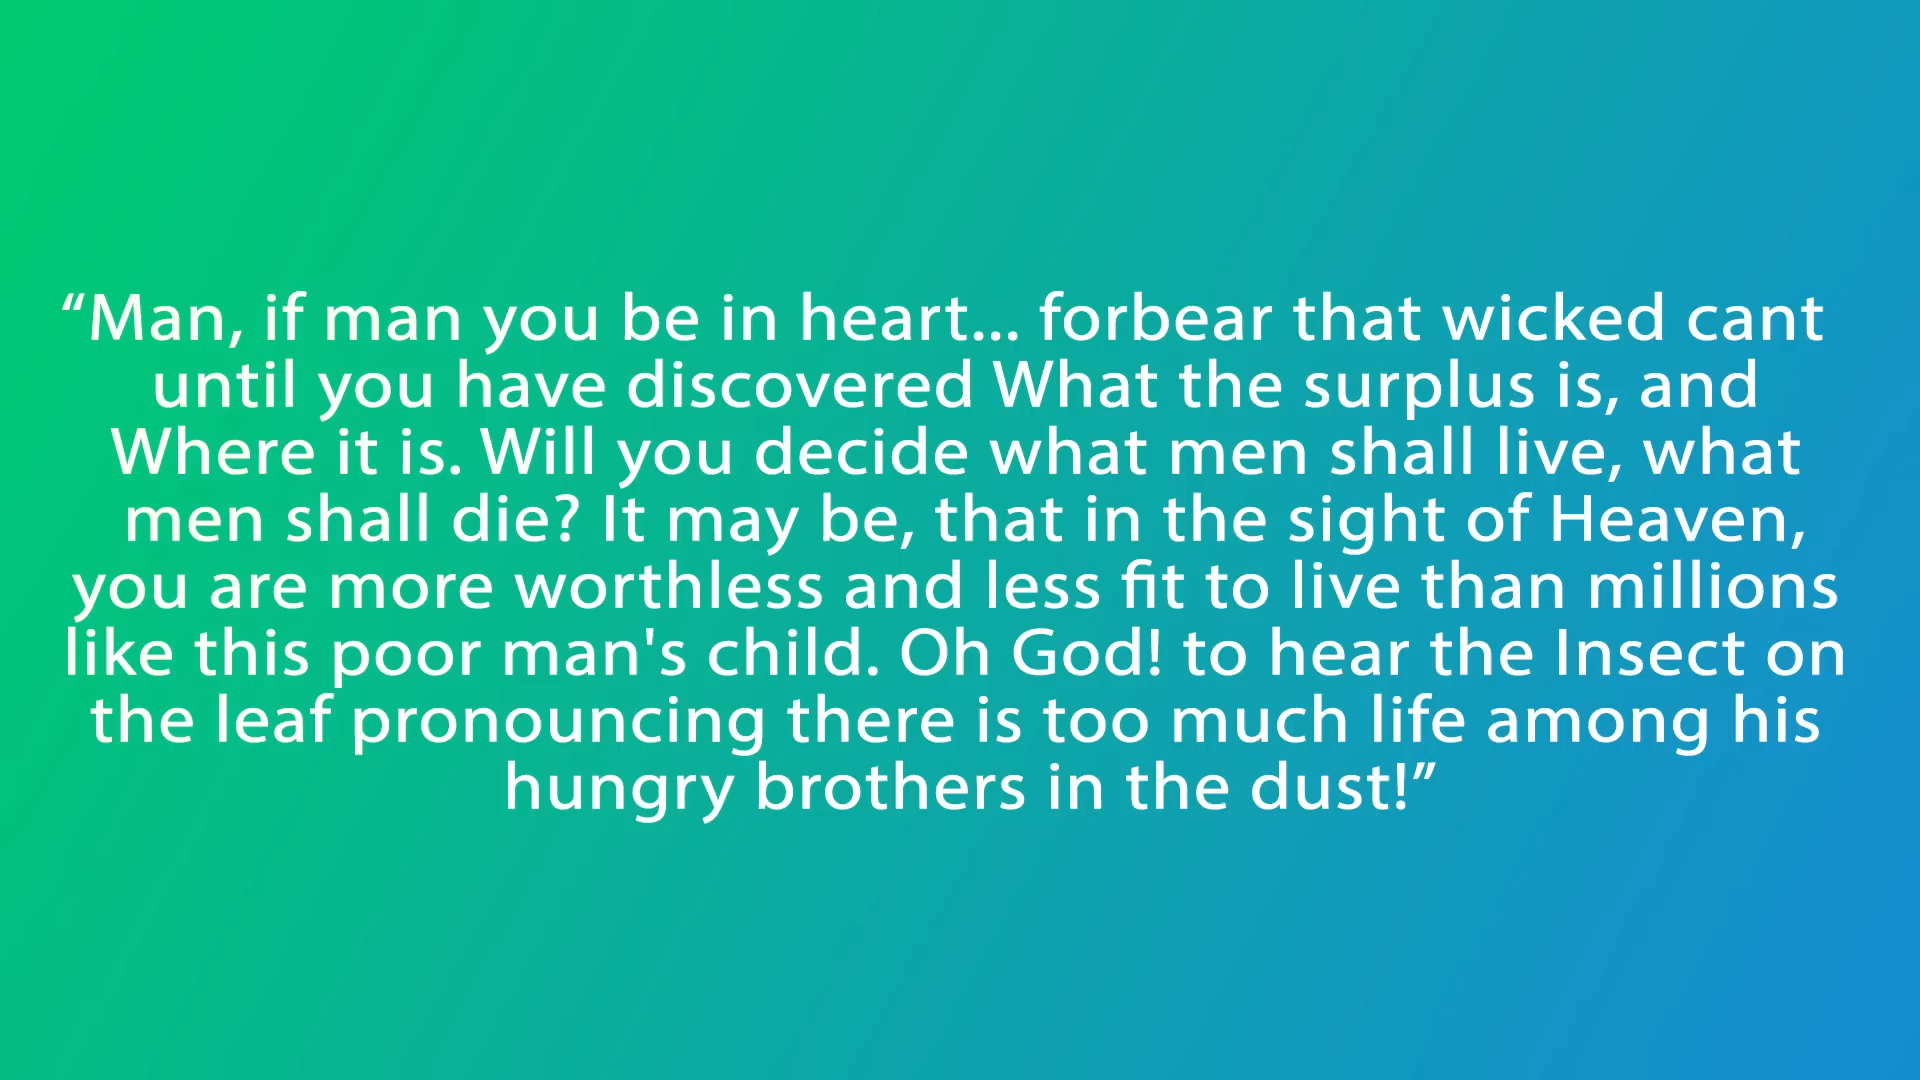 “Man, if man you be in heart... forbear that wicked cant
until you have discovered What the surplus is, and
Where it is. Will you decide what men shall live, what
men shall die? It may be, that in the sight of Heaven,
you are more worthless and less fit to live than millions
like this poor man's child. Oh God! to hear the Insect on
the leaf pronouncing there is too much life among his
hungry brothers in the dust!”